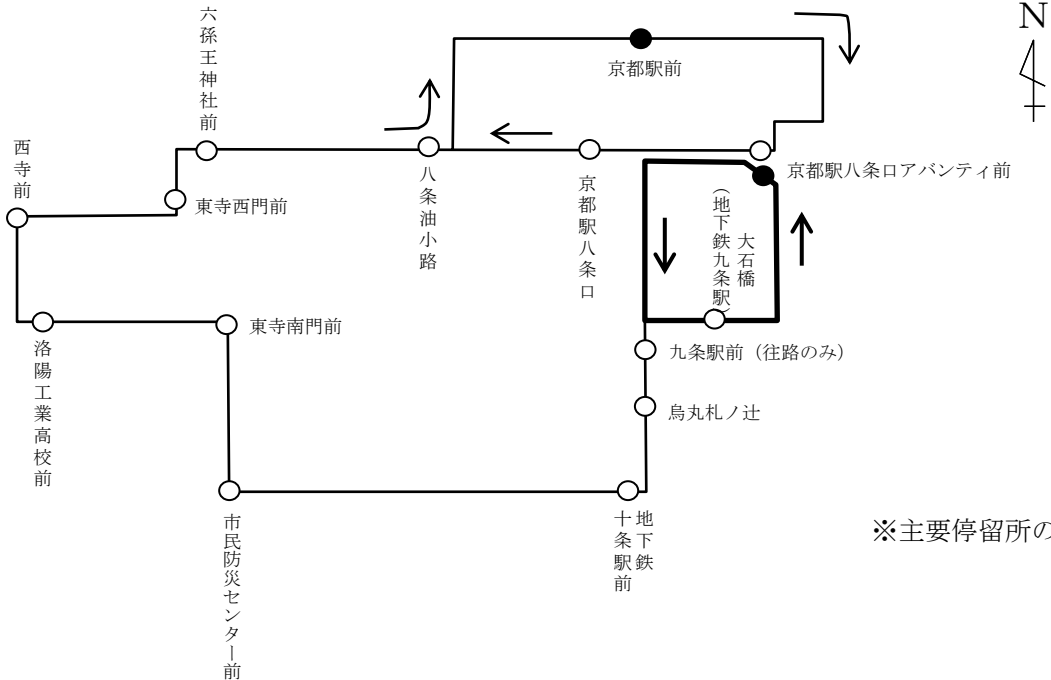 N
六孫王神社前
京都駅前
西寺前
東寺西門前
八条油小路
京都駅八条口
京都駅八条口アバンティ前
大石橋
(地下鉄九条駅)
洛陽工業高校前
東寺南門前
九条駅前（往路のみ）
烏丸札ノ辻
市民防災センター前
地下鉄
十条駅前
※主要停留所の